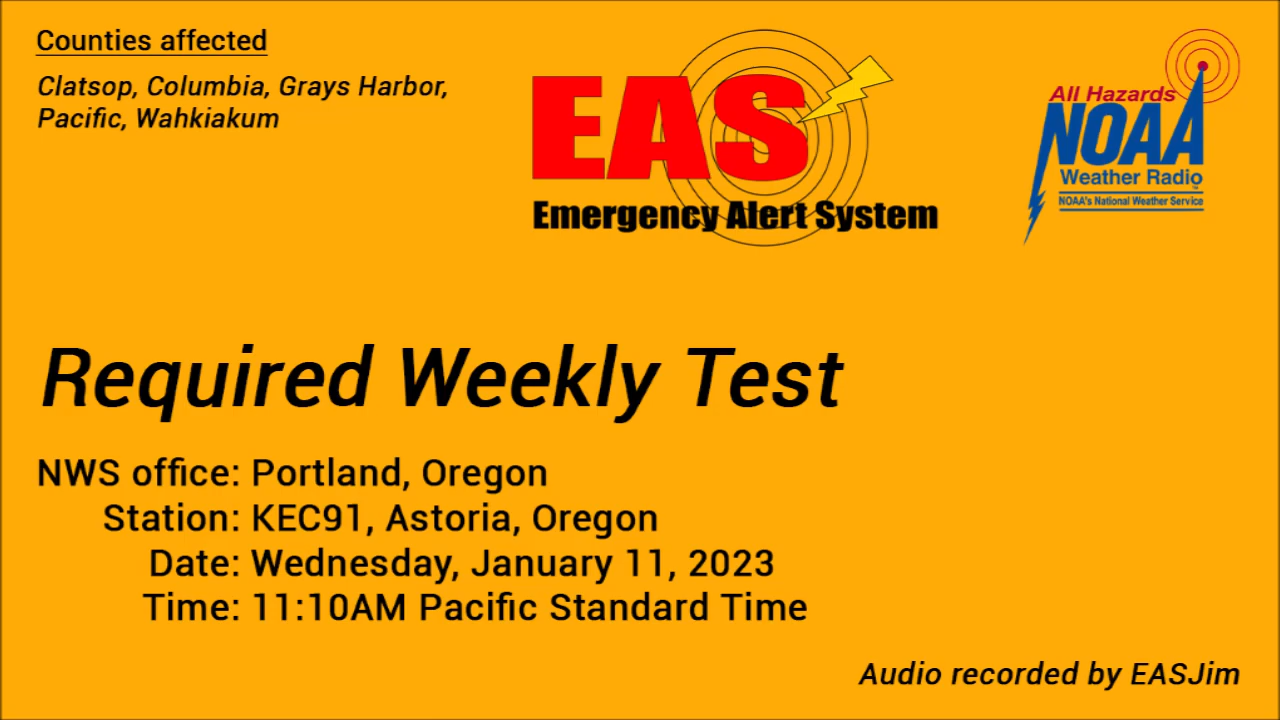 Counties affected
Clatsop, Columbia, Grays Harbor,
Pacific, Wahkiakum
EAS
Emergency Alert System
All Hazards
NOAA
Weather Radio™
NOAA's National Weather Service
Required Weekly Test
NWS office: Portland, Oregon
Station: KEC91, Astoria, Oregon
Date: Wednesday, January 11, 2023
Time: 11:10AM Pacific Standard Time
Audio recorded by EASJim